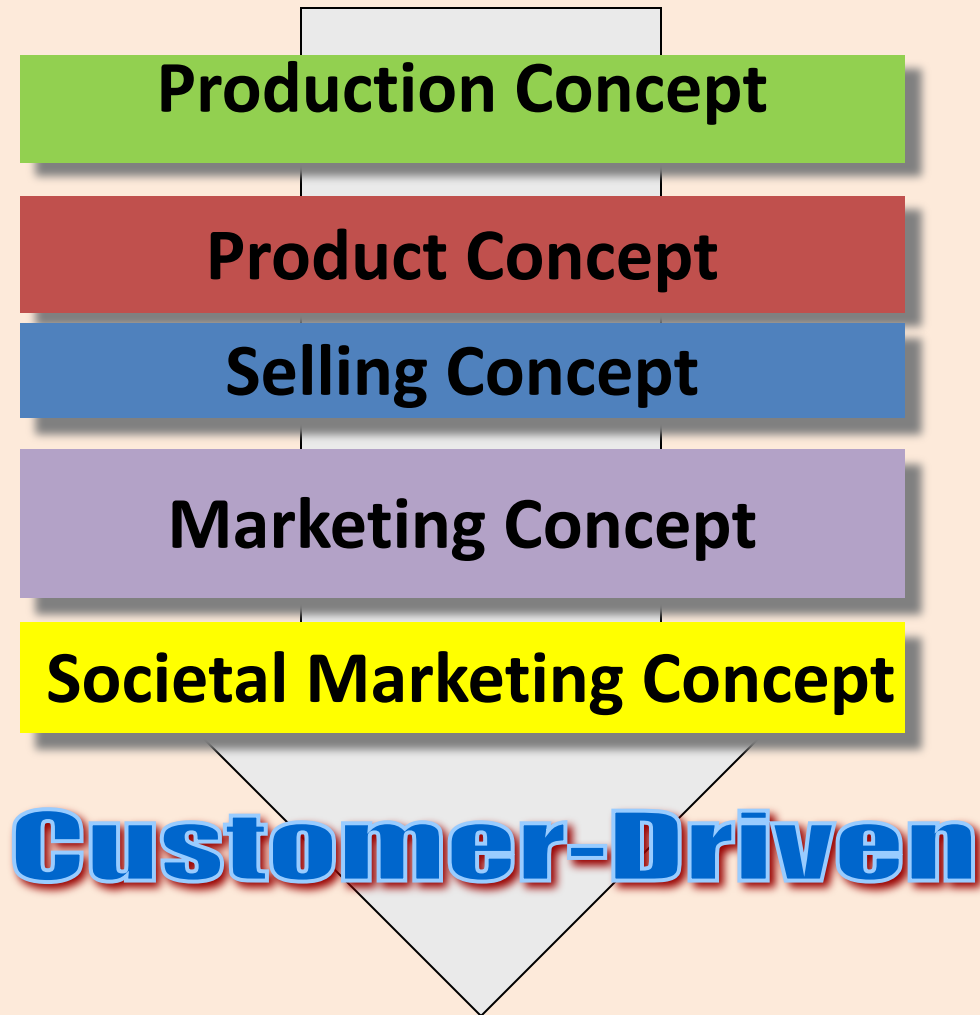 Production Concept
Product Concept
Selling Concept
Marketing Concept
Societal Marketing Concept
Customer-Driven